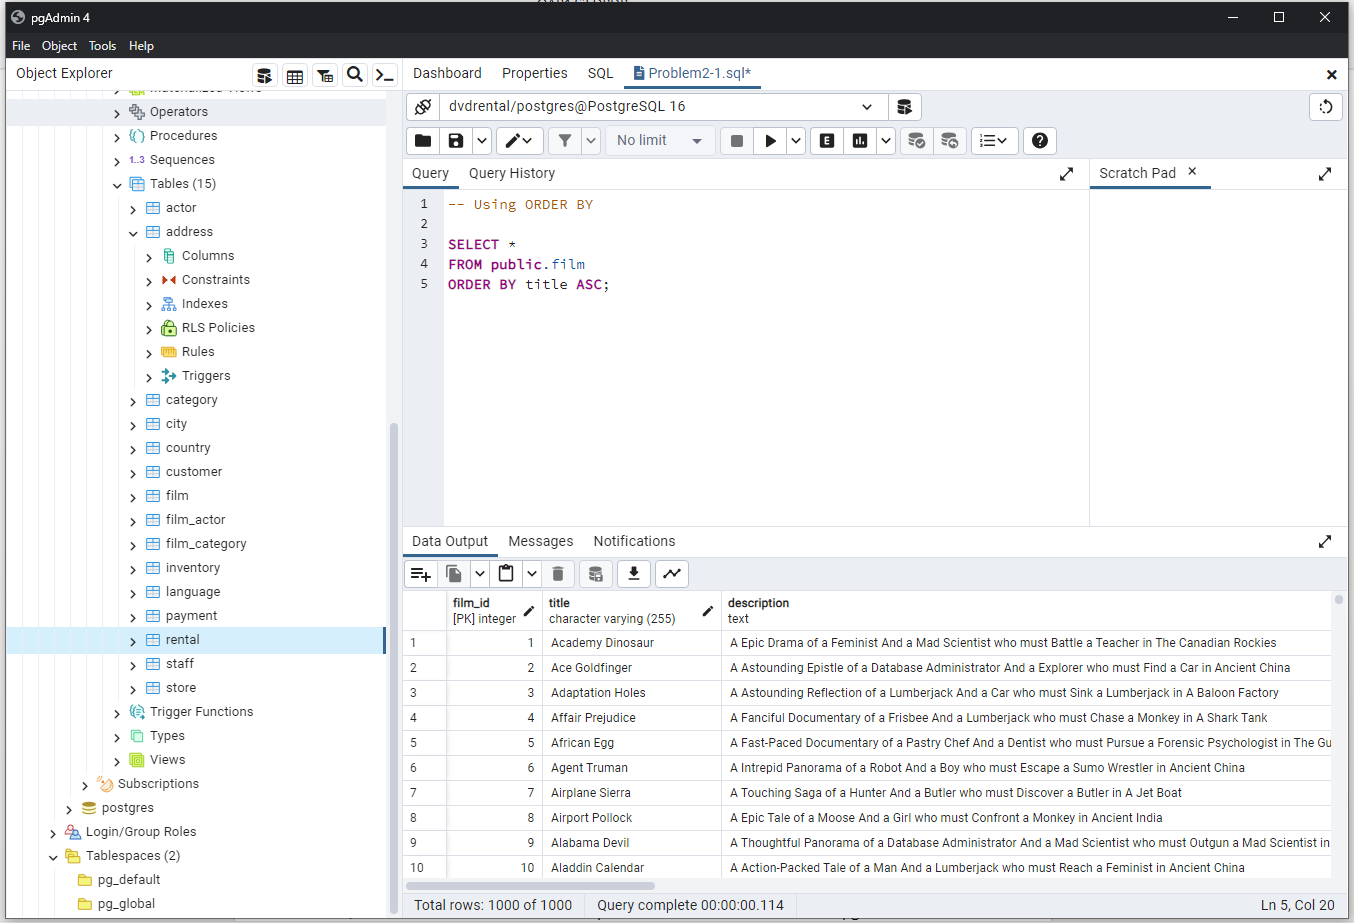 pgAdmin 4
File Object Tools Help
Object Explorer
Operators
Procedures
1..3 Sequences
Tables (15)
actor
address
Columns
Constraints
Indexes
RLS Policies
Rules
Triggers
category
city
country
customer
film
film_actor
film_category
inventory
language
payment
rental
staff
store
Trigger Functions
Types
Views
Subscriptions
postgres
Login/Group Roles
Tablespaces (2)
pg_default
pg_global
Dashboard Properties SQL Problem2-1.sql*
dvdrental/postgres@PostgreSQL 16
No limit
E
Query Query History
Scratch Pad
1 -- Using ORDER BY
2
3 SELECT *
4 FROM public.film
5 ORDER BY title ASC;
Data Output Messages Notifications
film_id title description
[PK] integer character varying (255) text
1 1 Academy Dinosaur A Epic Drama of a Feminist And a Mad Scientist who must Battle a Teacher in The Canadian Rockies
2 2 Ace Goldfinger A Astounding Epistle of a Database Administrator And a Explorer who must Find a Car in Ancient China
3 3 Adaptation Holes A Astounding Reflection of a Lumberjack And a Car who must Sink a Lumberjack in A Baloon Factory
4 4 Affair Prejudice A Fanciful Documentary of a Frisbee And a Lumberjack who must Chase a Monkey in A Shark Tank
5 5 African Egg A Fast-Paced Documentary of a Pastry Chef And a Dentist who must Pursue a Forensic Psychologist in The Gu
6 6 Agent Truman A Intrepid Panorama of a Robot And a Boy who must Escape a Sumo Wrestler in Ancient China
7 7 Airplane Sierra A Touching Saga of a Hunter And a Butler who must Discover a Butler in A Jet Boat
8 8 Airport Pollock A Epic Tale of a Moose And a Girl who must Confront a Monkey in Ancient India
9 9 Alabama Devil A Thoughtful Panorama of a Database Administrator And a Mad Scientist who must Outgun a Mad Scientist in
10 10 Aladdin Calendar A Action-Packed Tale of a Man And a Lumberjack who must Reach a Feminist in Ancient China
Total rows: 1000 of 1000 Query complete 00:00:00.114 Ln 5, Col 20